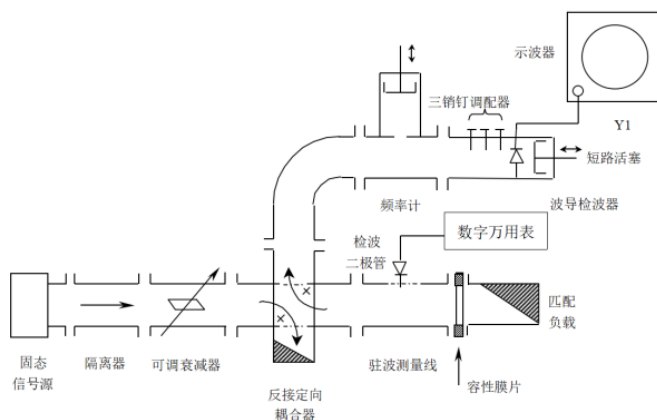 示波器
三销钉调配器
Y1
短路活塞
频率计
波导检波器
检波
二极管
数字万用表
匹配
负载
固态
信号源
隔离器
可调衰减器
反接定向
耦合器
驻波测量线
容性膜片